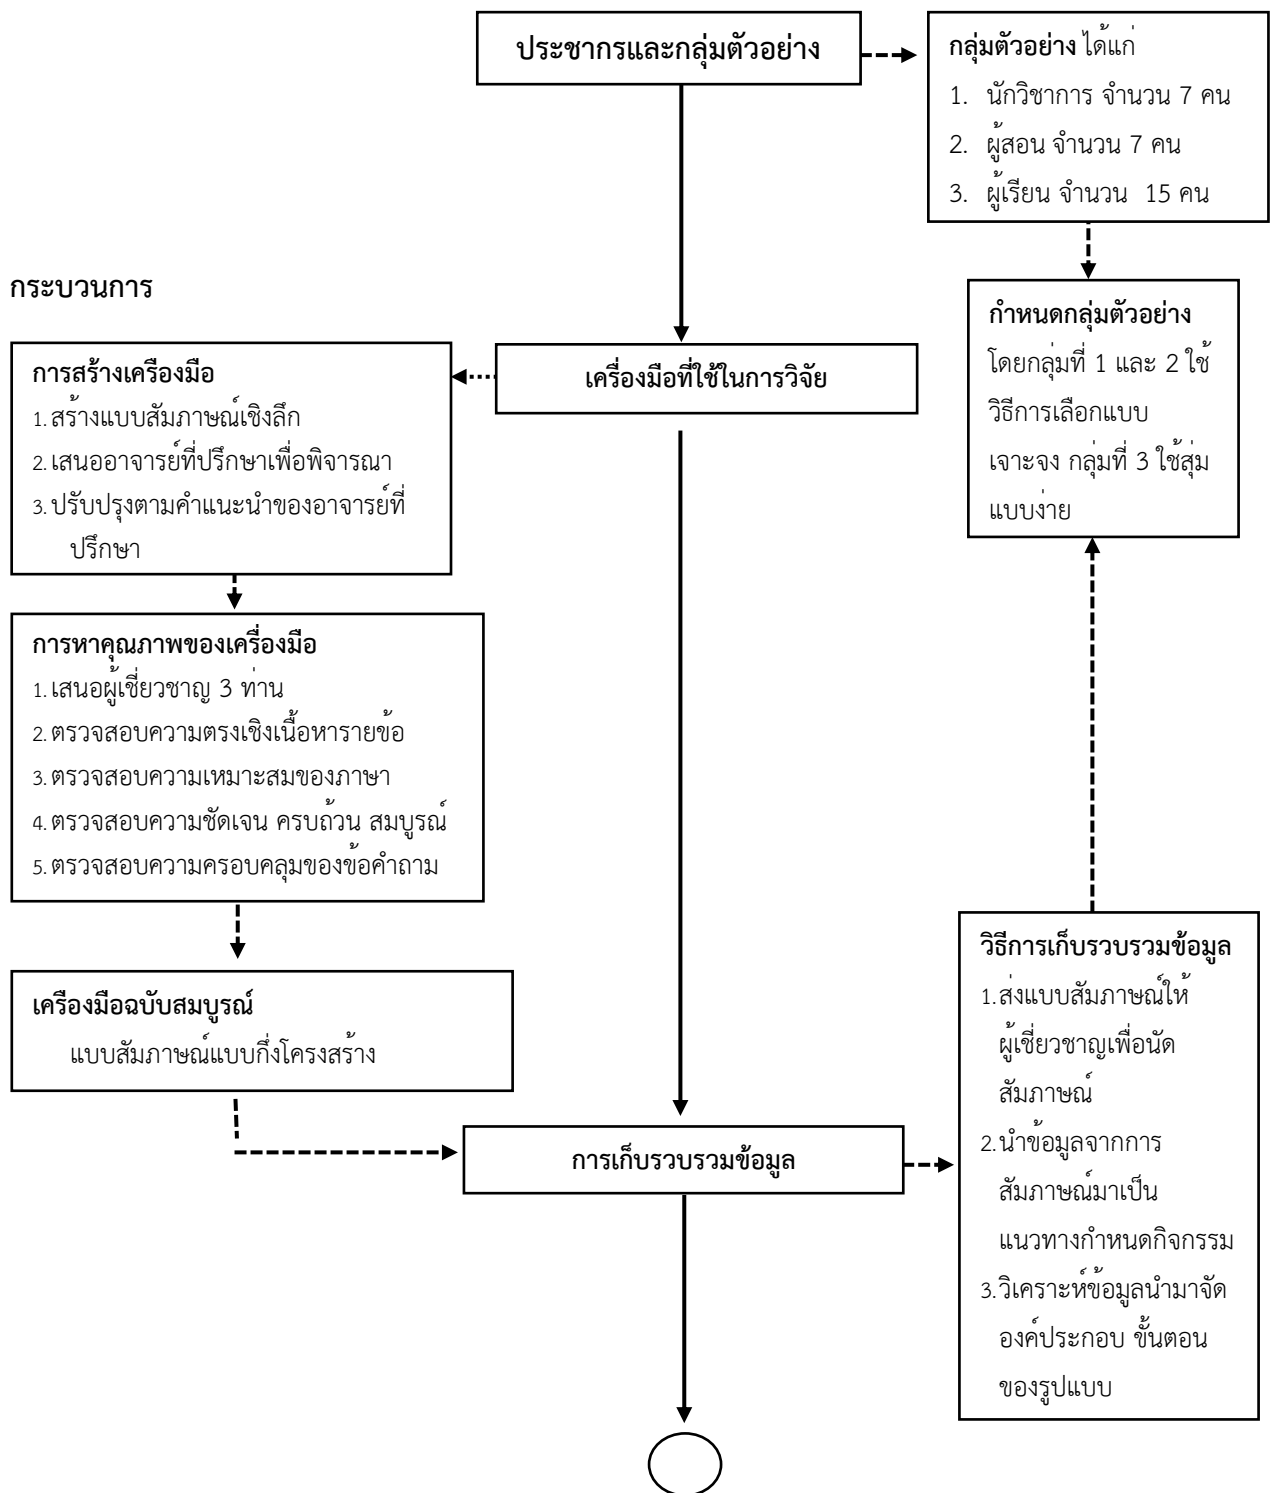 ประชากรและกลุ่มตัวอย่าง
กลุ่มตัวอย่าง ได้แก่
1. นักวิชาการ จำนวน 7 คน
2. ผู้สอน จำนวน 7 คน
3. ผู้เรียน จำนวน 15 คน
กำหนดกลุ่มตัวอย่าง
โดยกลุ่มที่ 1 และ 2 ใช้
วิธีการเลือกแบบ
เจาะจง กลุ่มที่ 3 ใช้สุ่ม
แบบง่าย
กระบวนการ
เครื่องมือที่ใช้ในการวิจัย
การสร้างเครื่องมือ
1. สร้างแบบสัมภาษณ์เชิงลึก
2. เสนออาจารย์ที่ปรึกษาเพื่อพิจารณา
3. ปรับปรุงตามคำแนะนำของอาจารย์ที่
ปรึกษา
การหาคุณภาพของเครื่องมือ
1. เสนอผู้เชี่ยวชาญ 3 ท่าน
2. ตรวจสอบความตรงเชิงเนื้อหารายข้อ
3. ตรวจสอบความเหมาะสมของภาษา
4. ตรวจสอบความชัดเจน ครบถ้วน สมบูรณ์
5. ตรวจสอบความครอบคลุมของข้อคำถาม
เครืองมือฉบับสมบูรณ์
แบบสัมภาษณ์แบบกึ่งโครงสร้าง
การเก็บรวบรวมข้อมูล
วิธีการเก็บรวบรวมข้อมูล
1. ส่งแบบสัมภาษณ์ให้
ผู้เชี่ยวชาญเพื่อนัด
สัมภาษณ์
2. นำข้อมูลจากการ
สัมภาษณ์มาเป็น
แนวทางกำหนดกิจกรรม
3. วิเคราะห์ข้อมูลนำมาจัด
องค์ประกอบ ขั้นตอน
ของรูปแบบ